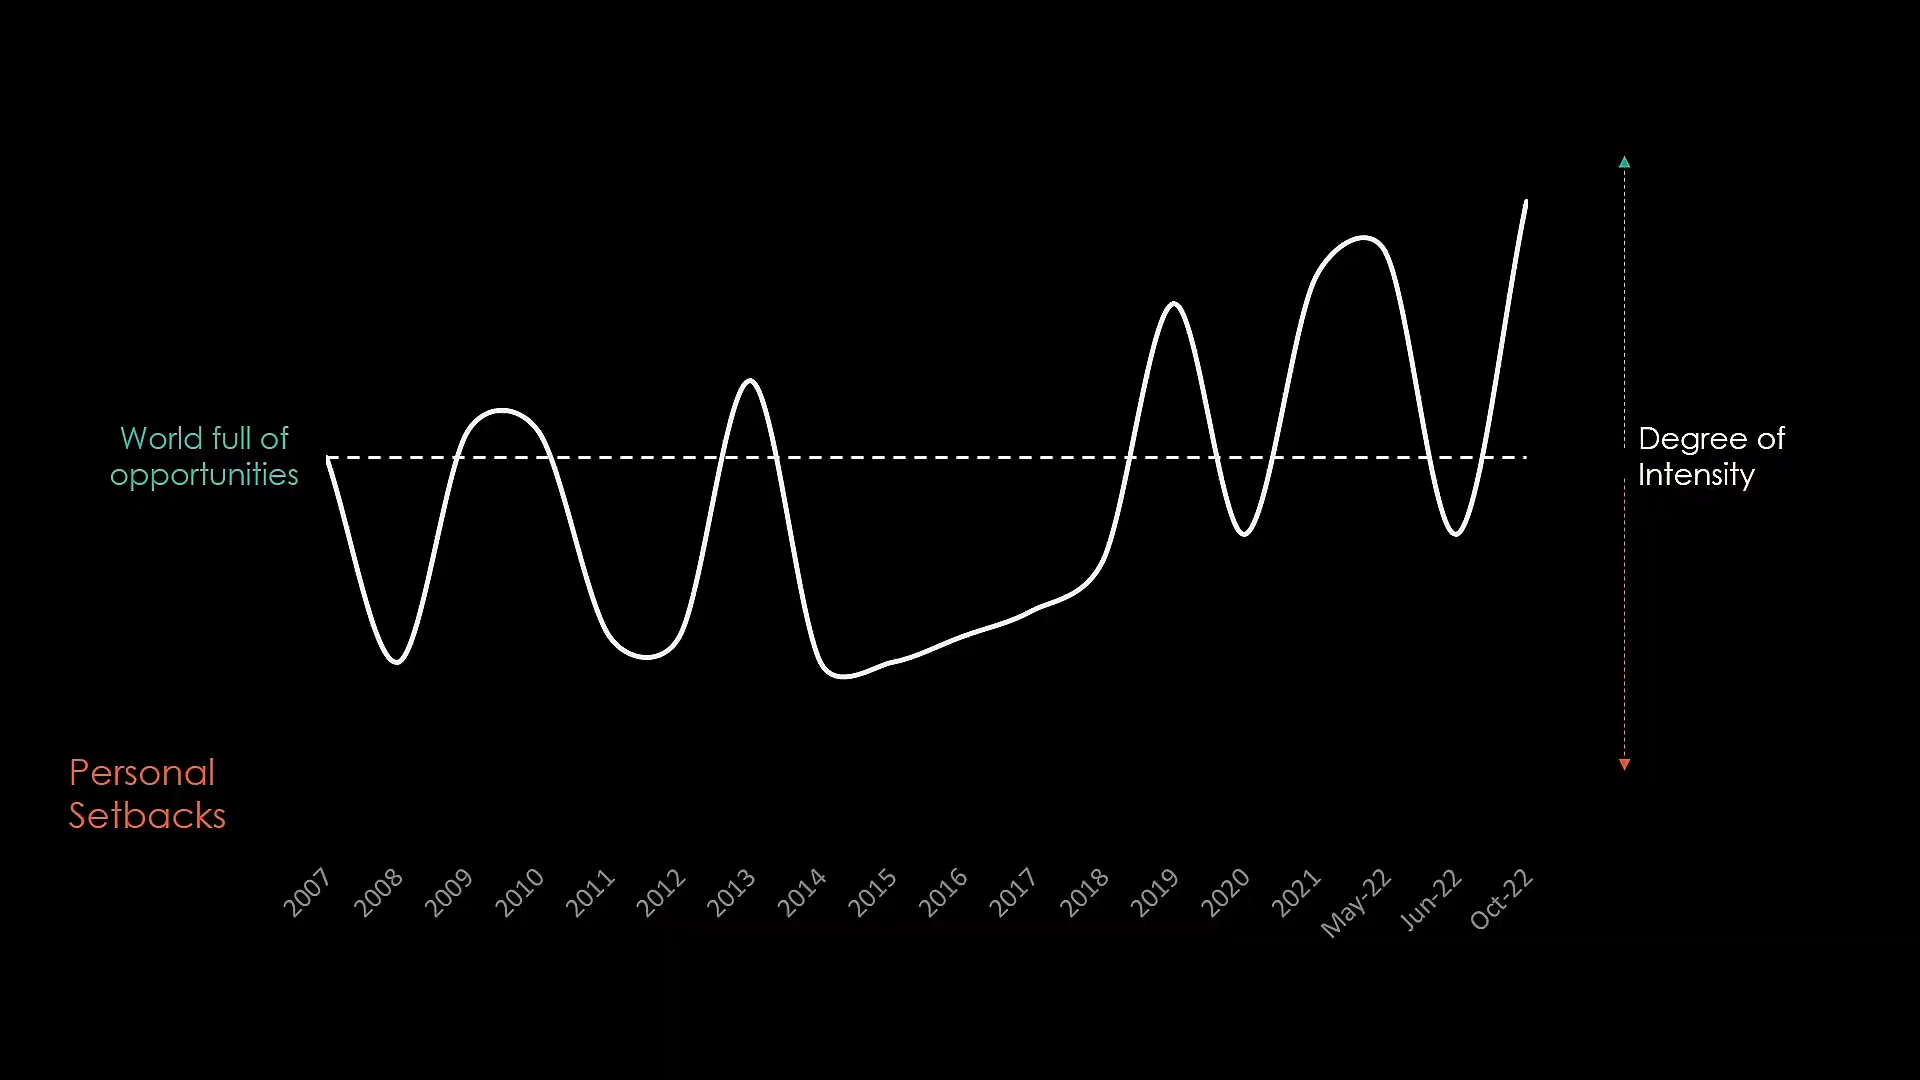 World full of
opportunities
Degree of
Intensity
Personal
Setbacks
2007
2008
2009
2010
2011
2012
2013
2014
2015
2016
2017
2018
2019
2020
2021
May-22
Jun-22
Oct-22